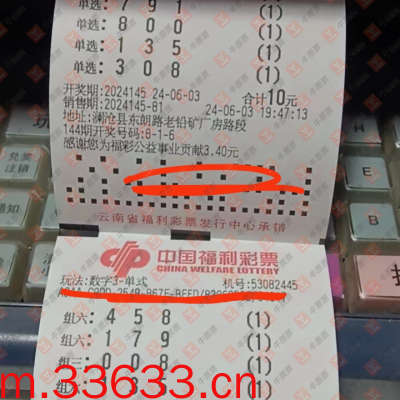 单选: 7 9 1 (1)
单选: 8 0 0 (1)
单选: 1 3 5 (1)
单选: 3 0 8 (1)
开奖期:2024145 24-06-03 合计10元
销售期:2024145-81 24-06-03 19:47:13
地址:澜沧县东朗路老铅矿厂房路段
144期开奖号码:8-1-6
感谢您为福彩公益事业贡献3.40元
云南省福利彩票发行中心承销
中国福利彩票
CHINA WELFARE LOTTERY
玩法:数字3-单式 机号:53082445
组六: 4 5 8 (1)
组六: 1 7 9 (1)
组三: 0 0 8 (1)
m.33633.cn